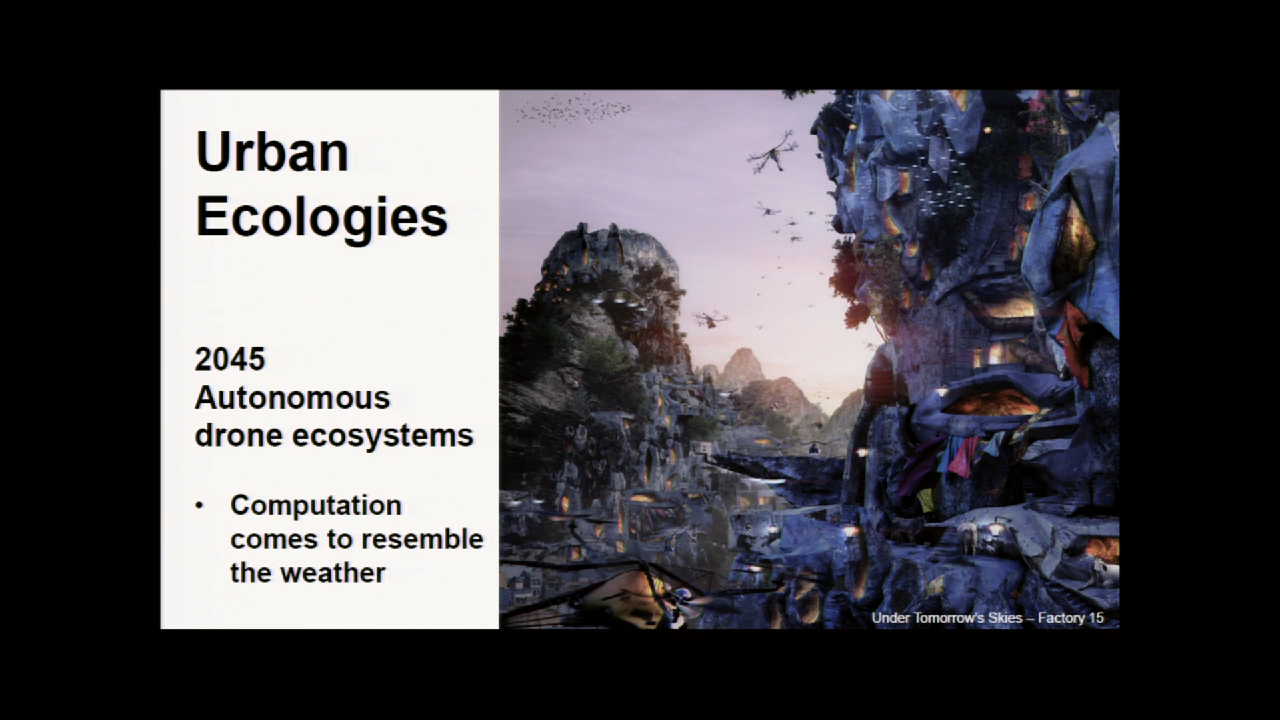 Urban
Ecologies
2045
Autonomous
drone ecosystems
• Computation
comes to resemble
the weather
Under Tomorrow's Skies – Factory 15